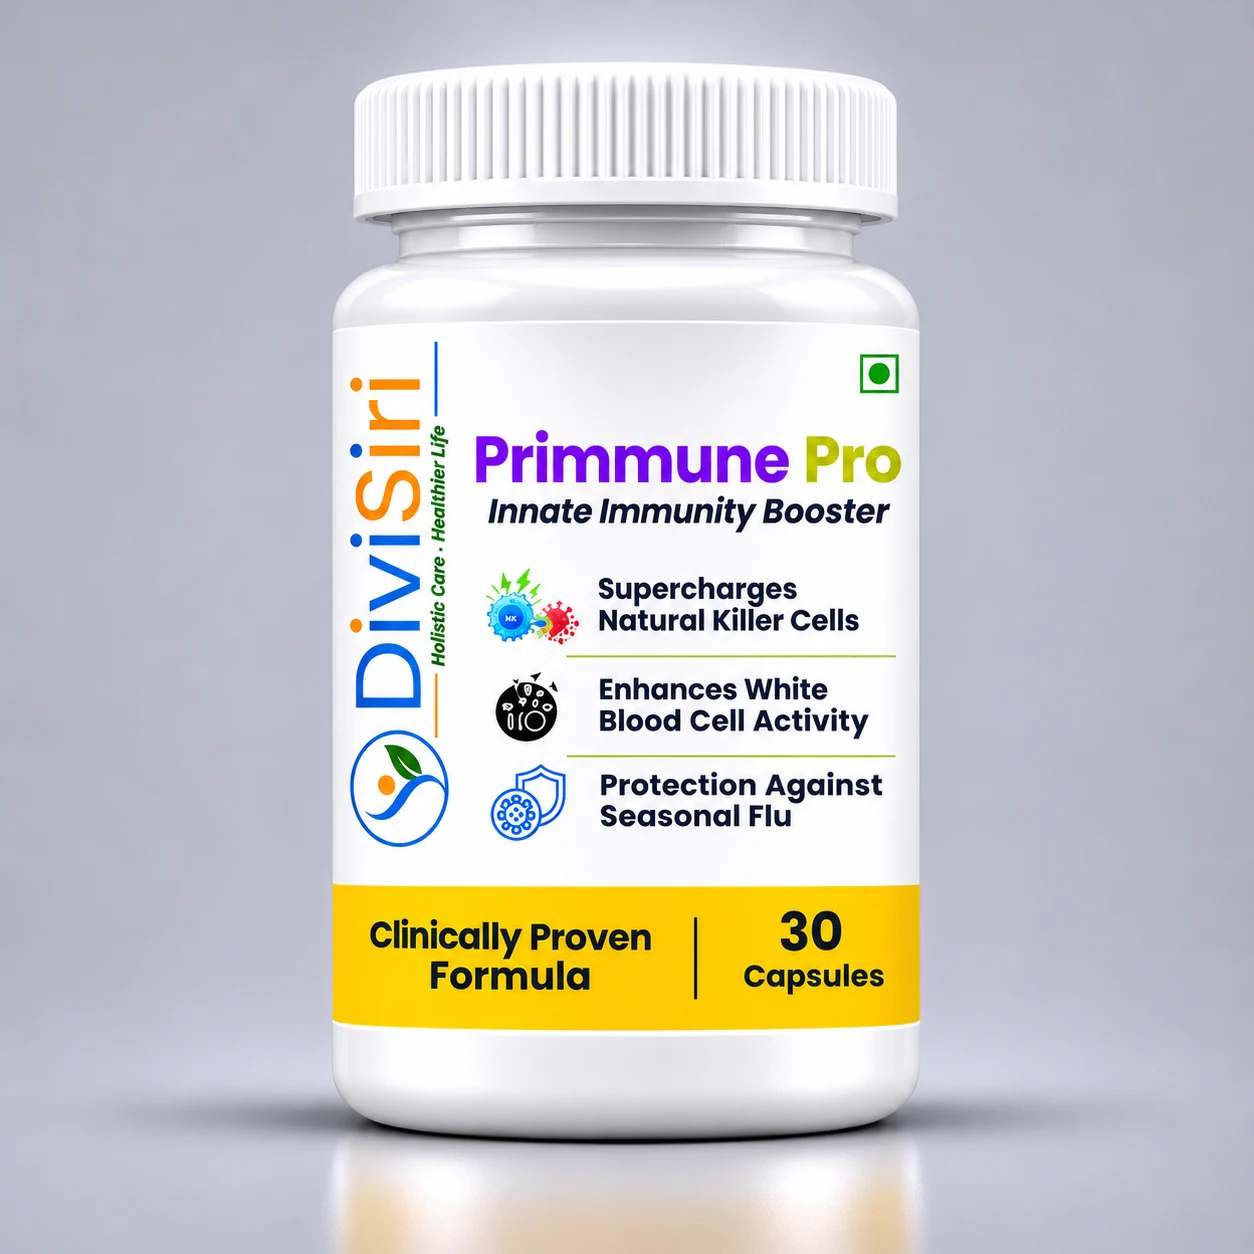 DiviSiri
Holistic Care · Healthier Life
Primmune Pro
Innate Immunity Booster
NK
Supercharges
Natural Killer Cells
Enhances White
Blood Cell Activity
Protection Against
Seasonal Flu
Clinically Proven
Formula
30
Capsules